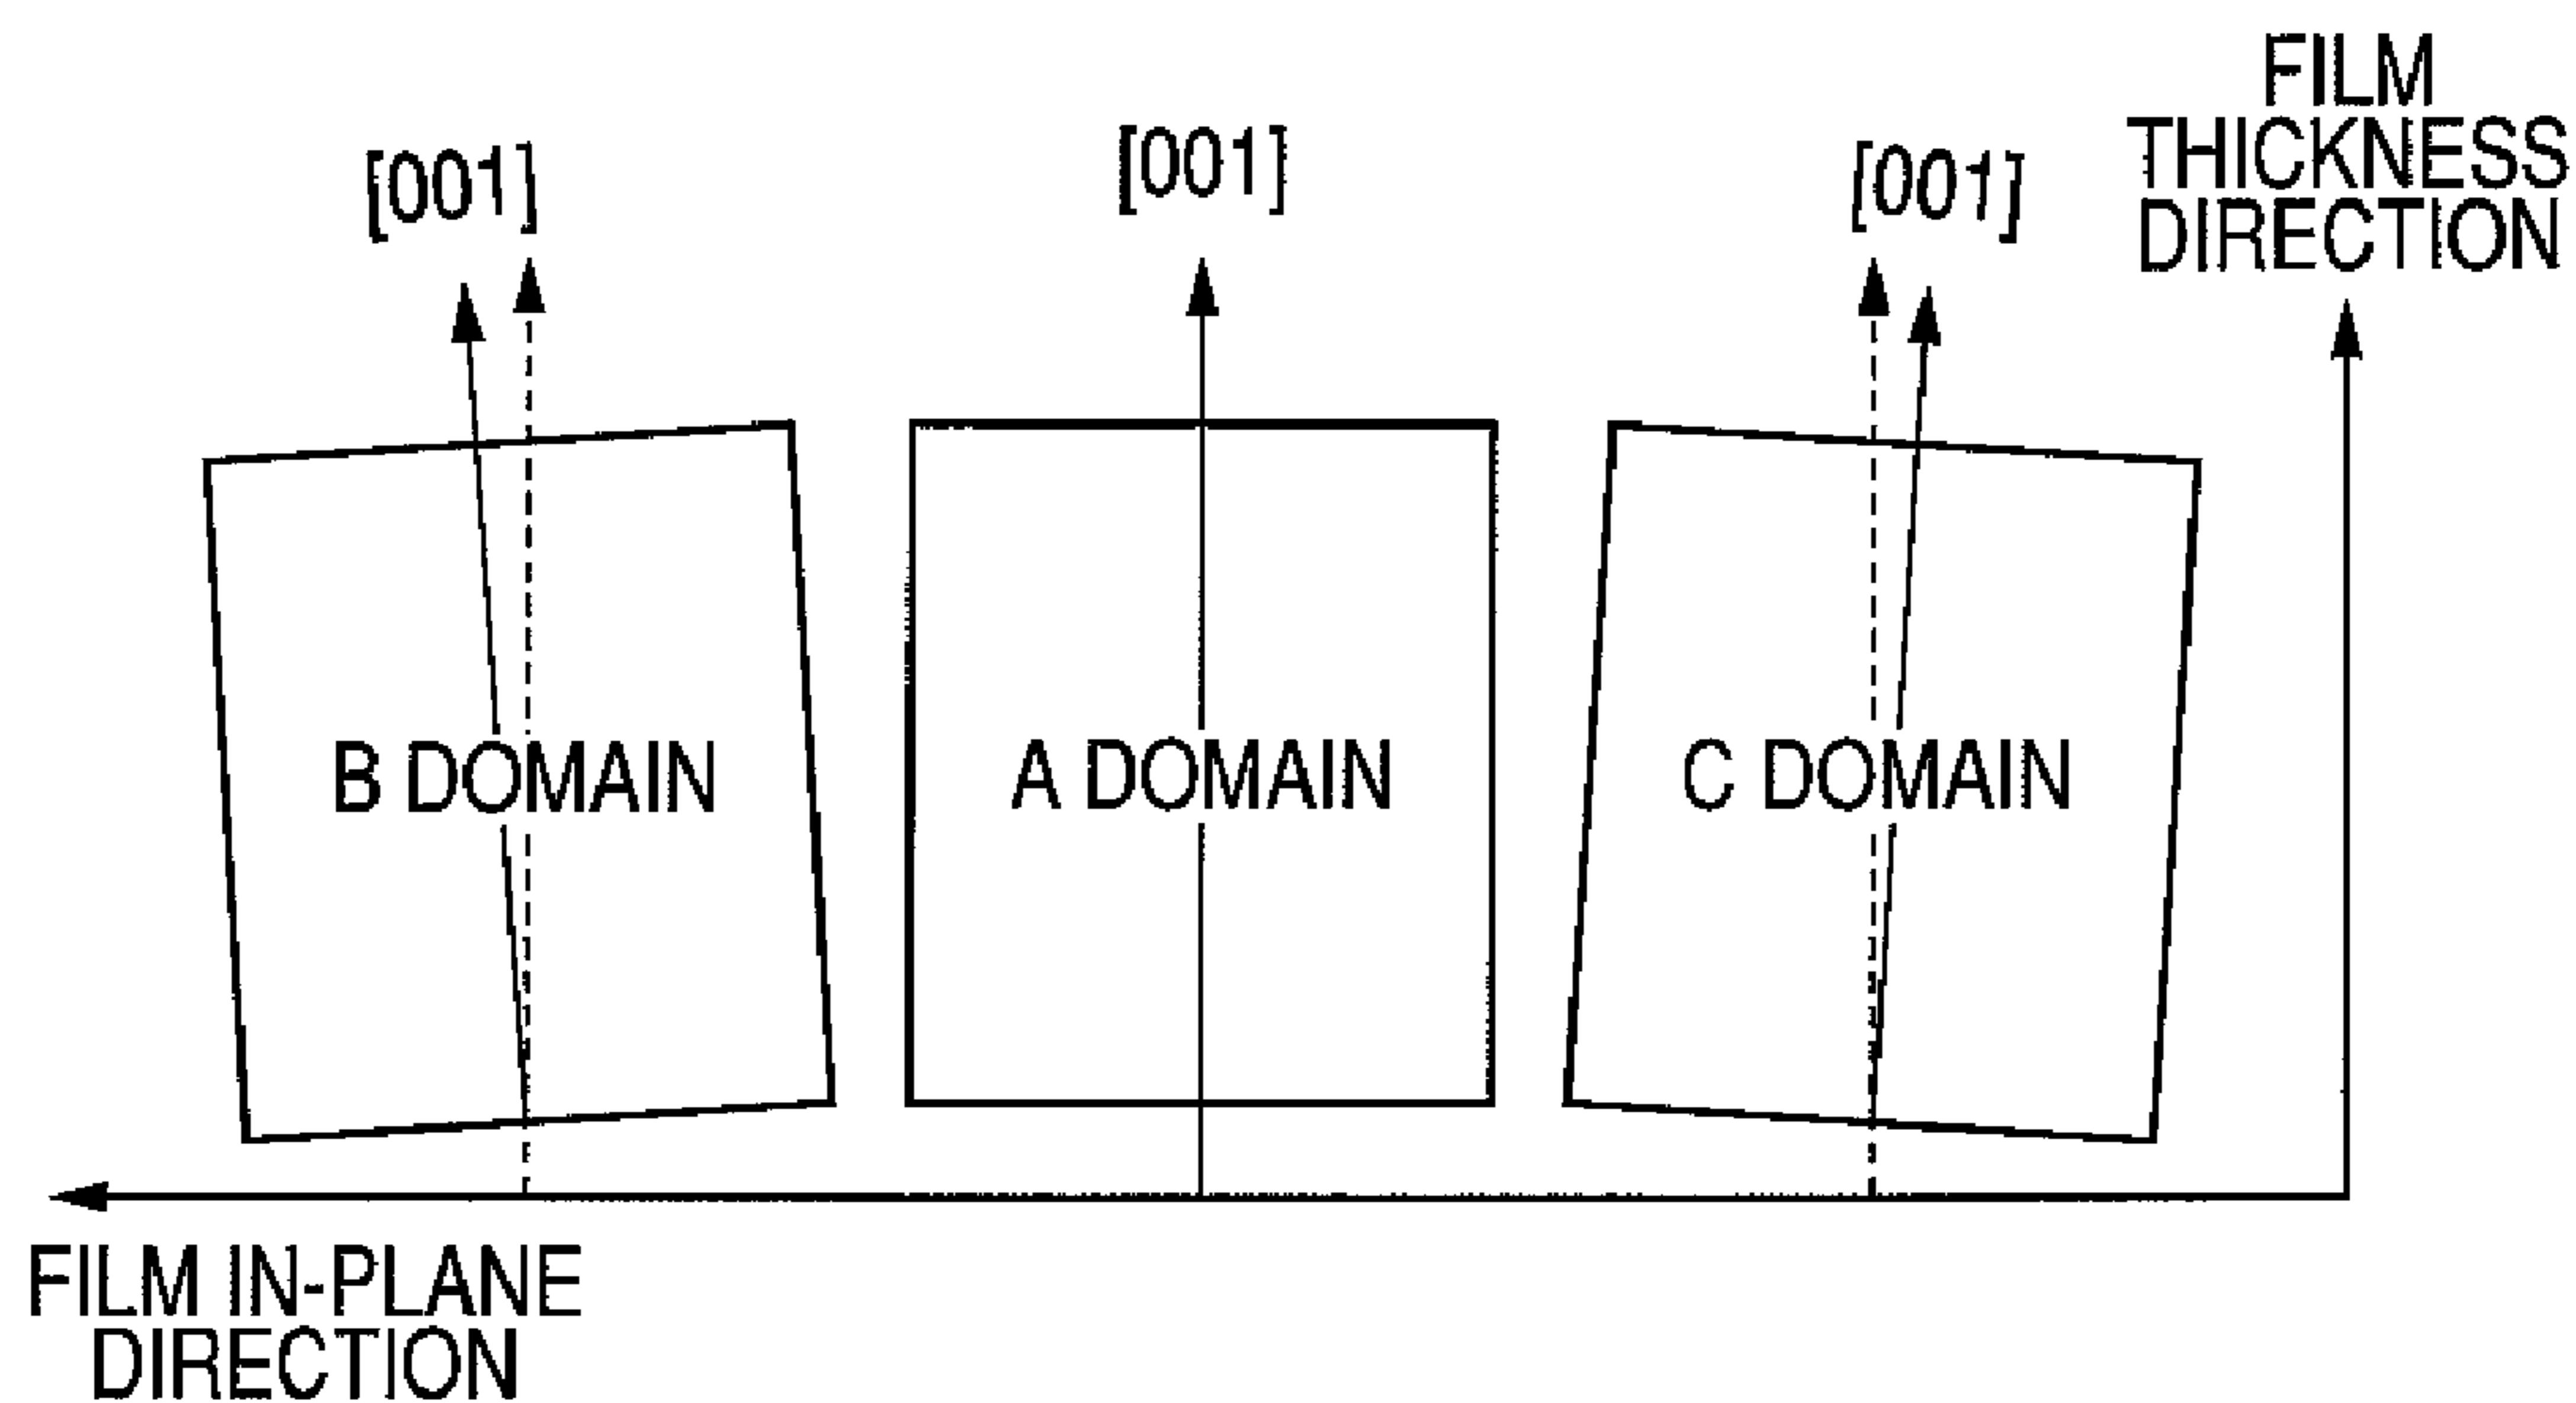 [001]
[001]
[001]
FILM
THICKNESS
DIRECTION
B DOMAIN
A DOMAIN
C DOMAIN
FILM IN-PLANE
DIRECTION